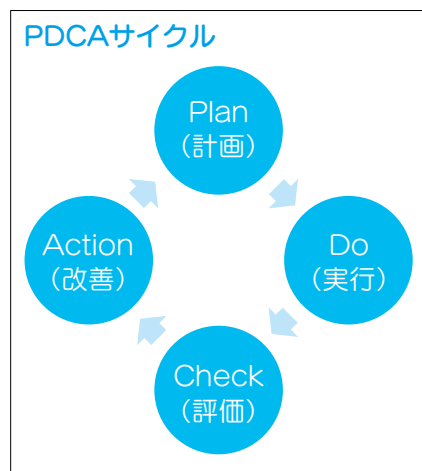 PDCAサイクル
Plan
（計画）
Do
（実行）
Check
（評価）
Action
（改善）